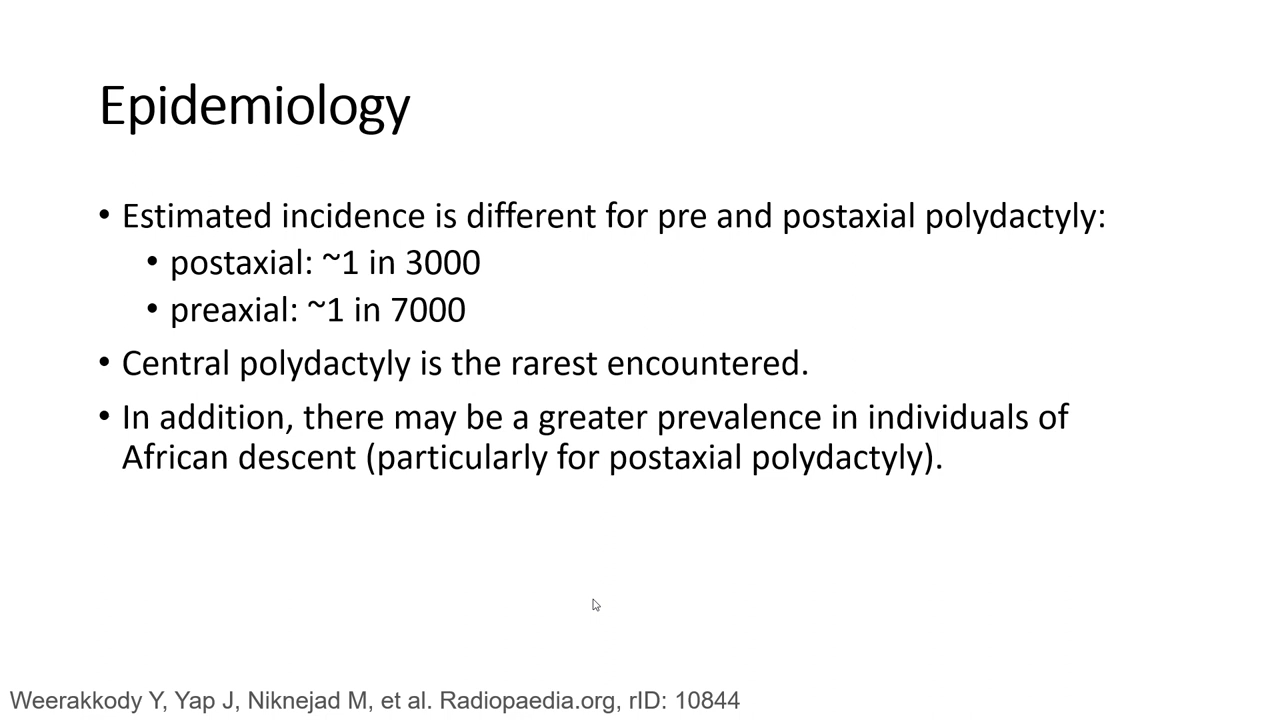 Epidemiology
• Estimated incidence is different for pre and postaxial polydactyly:
• postaxial: ~1 in 3000
• preaxial: ~1 in 7000
• Central polydactyly is the rarest encountered.
• In addition, there may be a greater prevalence in individuals of
African descent (particularly for postaxial polydactyly).
Weerakkody Y, Yap J, Niknejad M, et al. Radiopaedia.org, rID: 10844